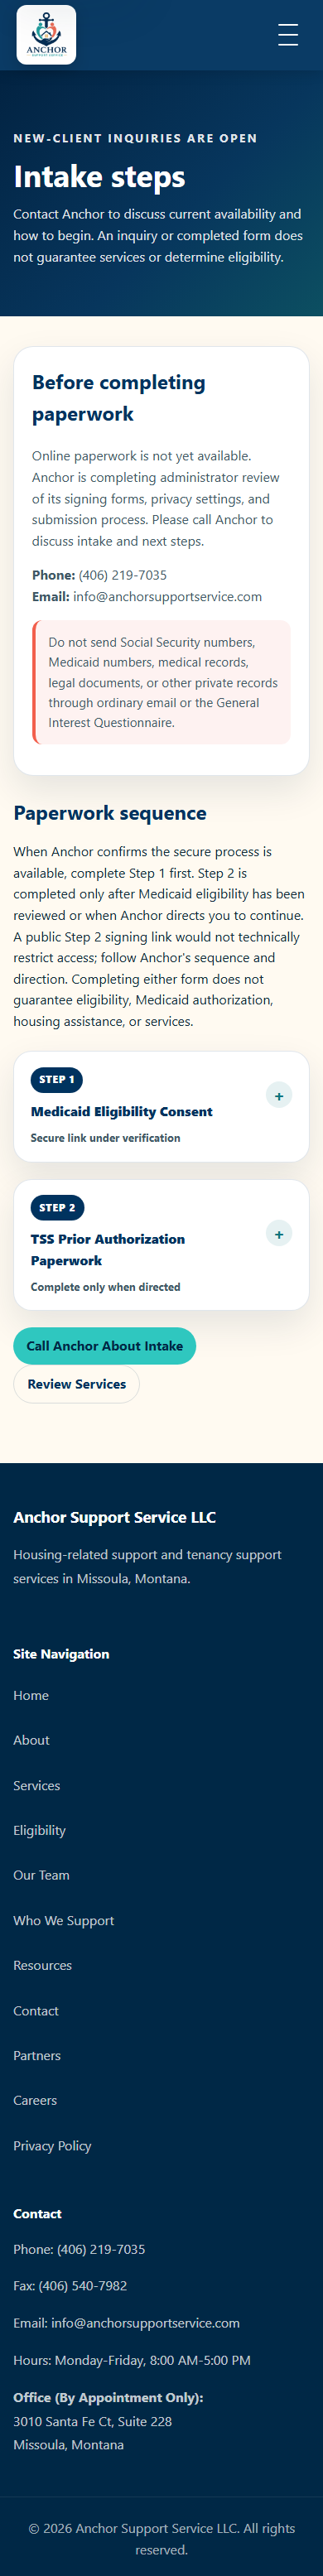 ANCHOR
SUPPORT SERVICE
NEW-CLIENT INQUIRIES ARE OPEN
Intake steps
Contact Anchor to discuss current availability and
how to begin. An inquiry or completed form does
not guarantee services or determine eligibility.
Before completing
paperwork
Online paperwork is not yet available.
Anchor is completing administrator review
of its signing forms, privacy settings, and
submission process. Please call Anchor to
discuss intake and next steps.
Phone: (406) 219-7035
Email: info@anchorsupportservice.com
Do not send Social Security numbers,
Medicaid numbers, medical records,
legal documents, or other private records
through ordinary email or the General
Interest Questionnaire.
Paperwork sequence
When Anchor confirms the secure process is
available, complete Step 1 first. Step 2 is
completed only after Medicaid eligibility has been
reviewed or when Anchor directs you to continue.
A public Step 2 signing link would not technically
restrict access; follow Anchor's sequence and
direction. Completing either form does not
guarantee eligibility, Medicaid authorization,
housing assistance, or services.
STEP 1
Medicaid Eligibility Consent
+
Secure link under verification
STEP 2
TSS Prior Authorization
Paperwork
+
Complete only when directed
Call Anchor About Intake
Review Services
Anchor Support Service LLC
Housing-related support and tenancy support
services in Missoula, Montana.
Site Navigation
Home
About
Services
Eligibility
Our Team
Who We Support
Resources
Contact
Partners
Careers
Privacy Policy
Contact
Phone: (406) 219-7035
Fax: (406) 540-7982
Email: info@anchorsupportservice.com
Hours: Monday-Friday, 8:00 AM-5:00 PM
Office (By Appointment Only):
3010 Santa Fe Ct, Suite 228
Missoula, Montana
© 2026 Anchor Support Service LLC. All rights
reserved.